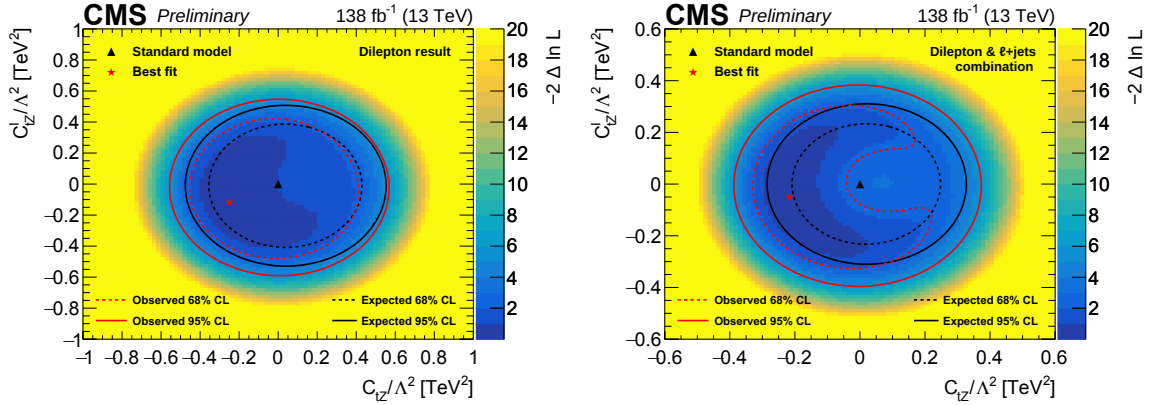 CMS Preliminary 138 fb⁻¹ (13 TeV)
C_tZ^I/Λ² [TeV²]
1
0.8
0.6
0.4
0.2
0
−0.2
−0.4
−0.6
−0.8
−1
Standard model
Best fit
Dilepton result
Observed 68% CL
Observed 95% CL
Expected 68% CL
Expected 95% CL
−1 −0.8 −0.6 −0.4 −0.2 0 0.2 0.4 0.6 0.8 1
C_tZ/Λ² [TeV²]
20
18
16
14
12
10
8
6
4
2
−2 Δ ln L
CMS Preliminary 138 fb⁻¹ (13 TeV)
C_tZ^I/Λ² [TeV²]
0.6
0.4
0.2
0
−0.2
−0.4
−0.6
Standard model
Best fit
Dilepton & ℓ+jets
combination
Observed 68% CL
Observed 95% CL
Expected 68% CL
Expected 95% CL
−0.6 −0.4 −0.2 0 0.2 0.4 0.6
C_tZ/Λ² [TeV²]
20
18
16
14
12
10
8
6
4
2
−2 Δ ln L